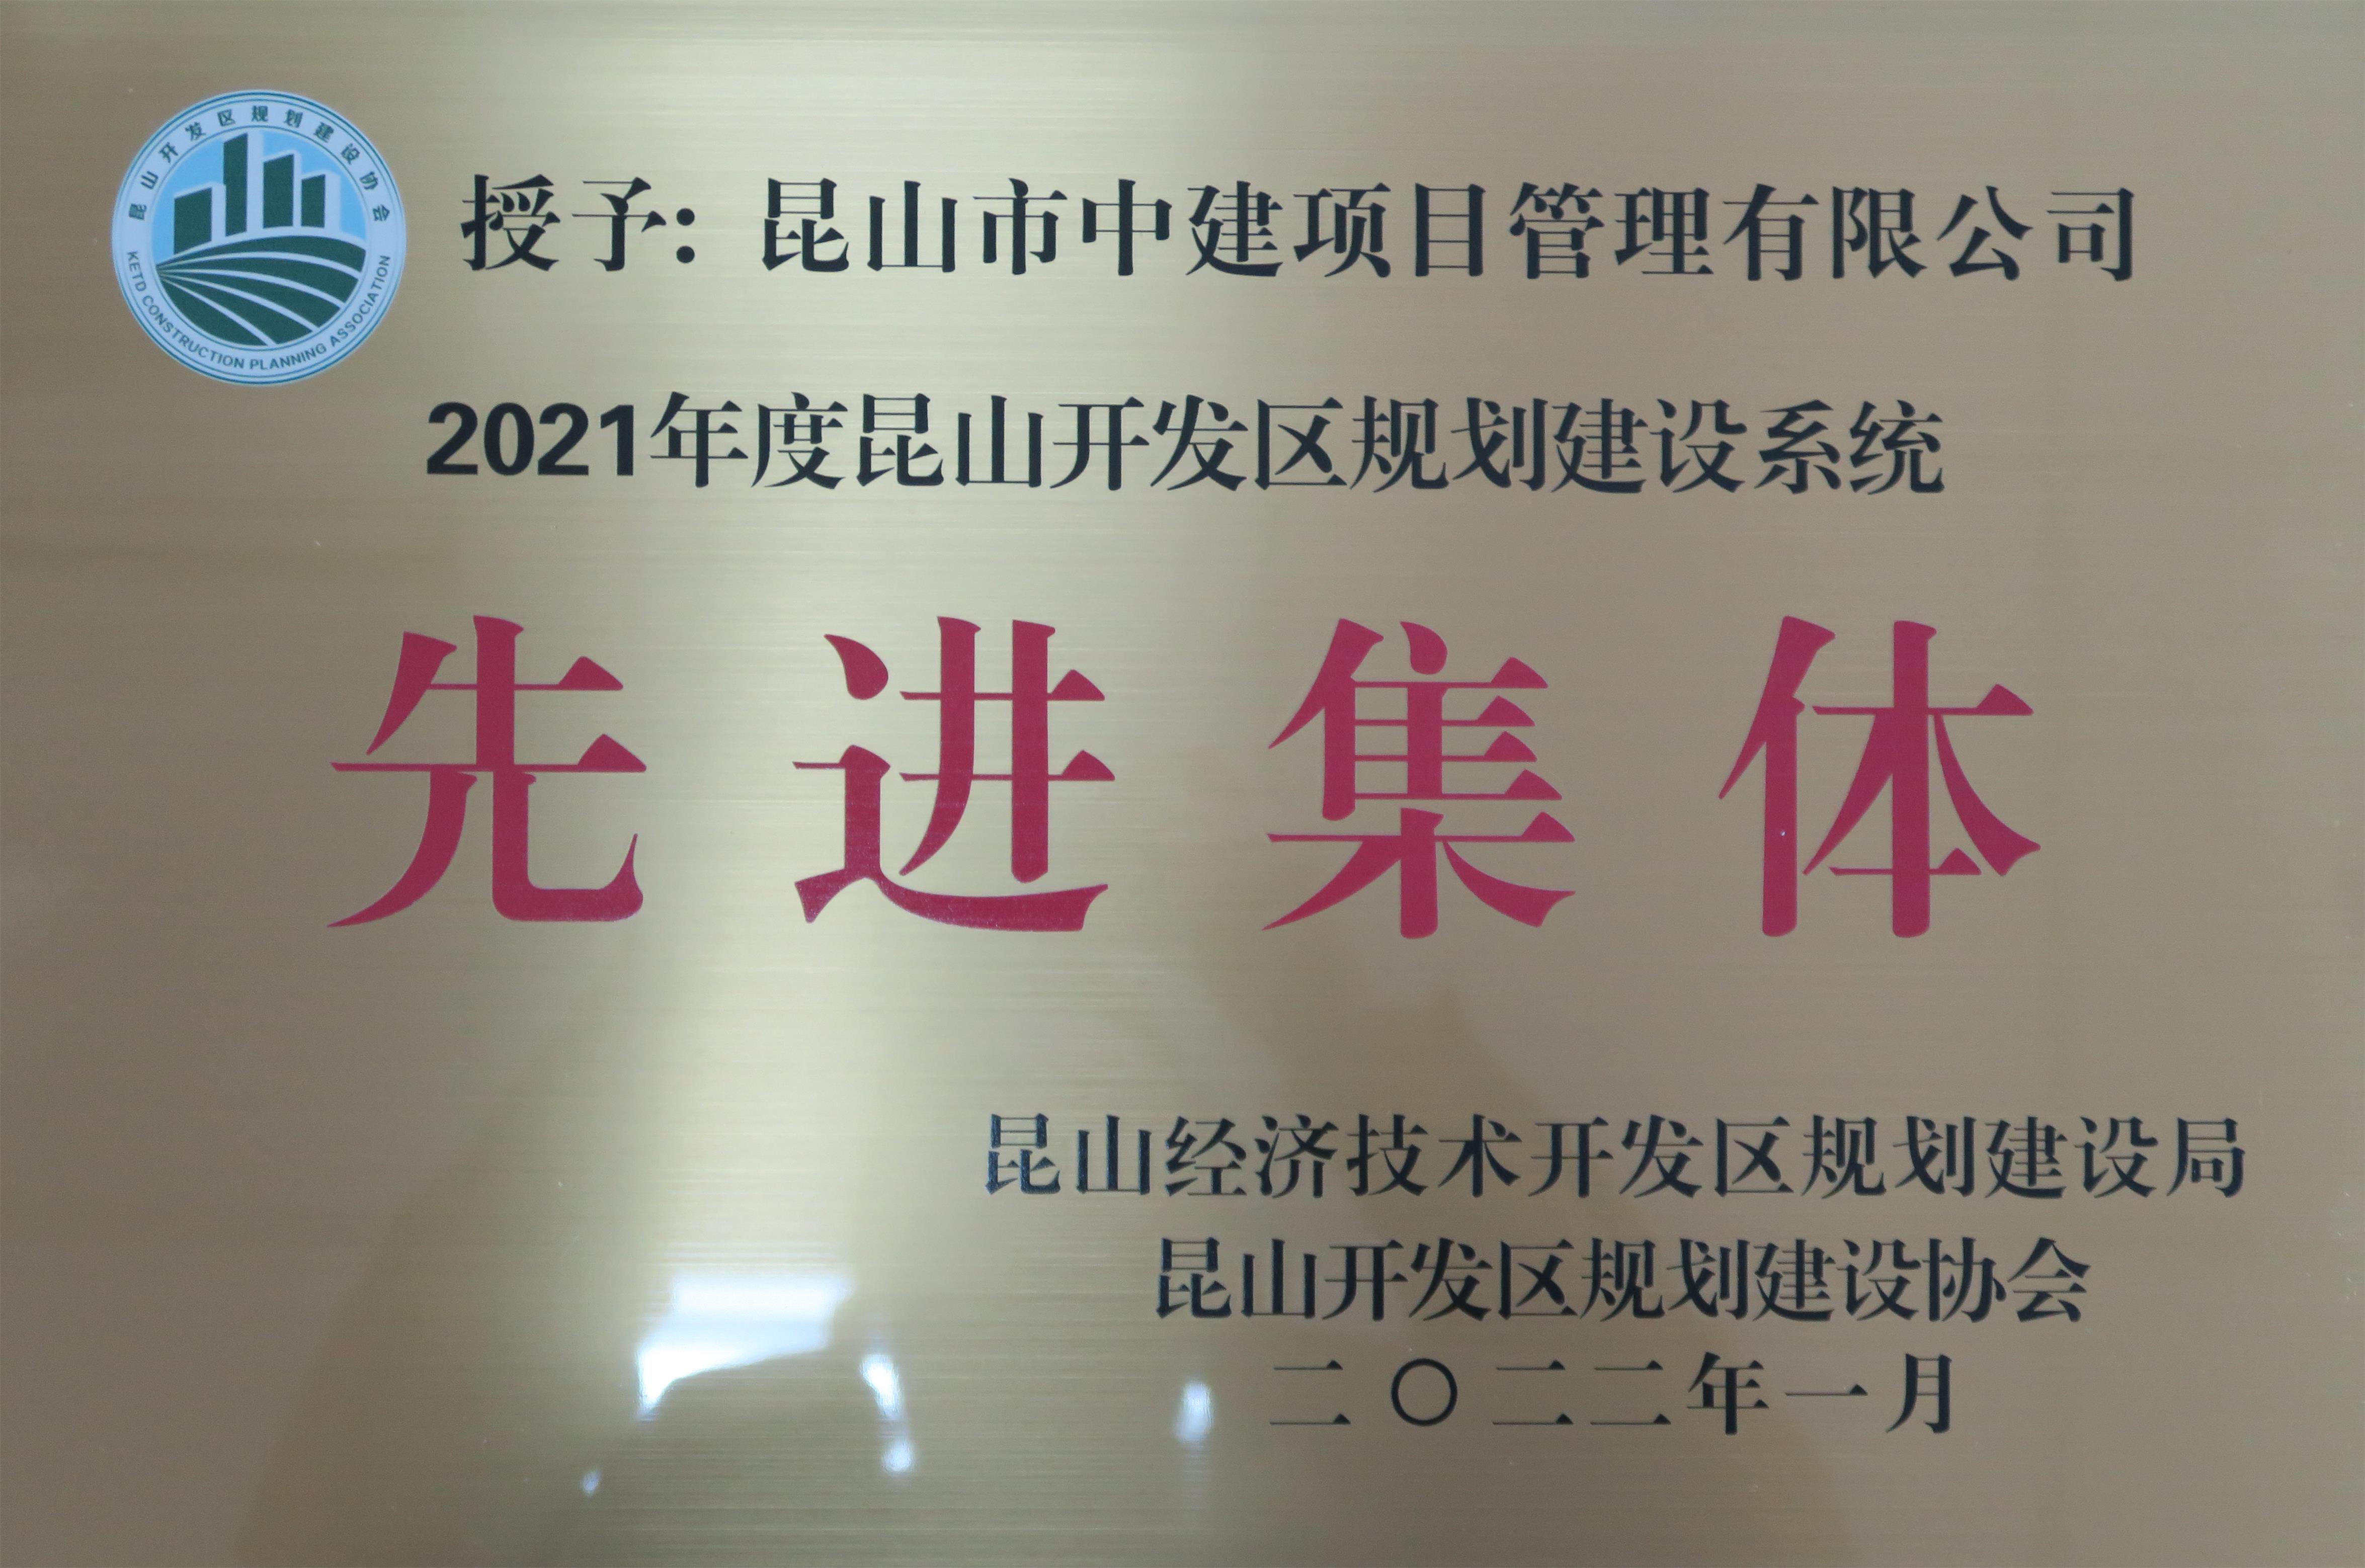 昆山开发区规划建设协会
KETD CONSTRUCTION PLANNING ASSOCIATION
授予：昆山市中建项目管理有限公司
2021年度昆山开发区规划建设系统
先进集体
昆山经济技术开发区规划建设局
昆山开发区规划建设协会
二〇二二年一月